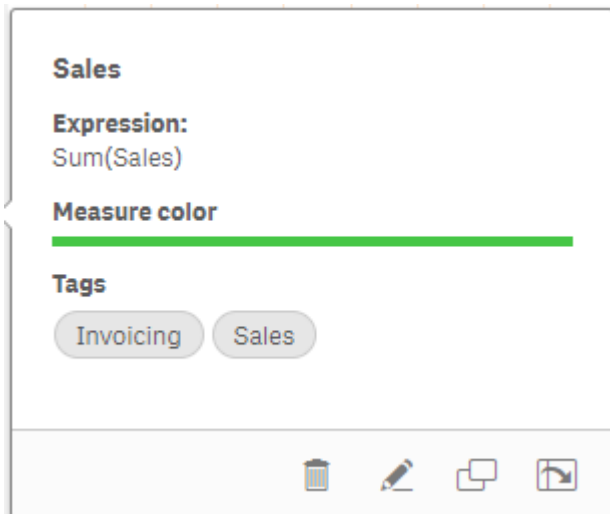 Sales
Expression:
Sum(Sales)
Measure color
Tags
Invoicing Sales